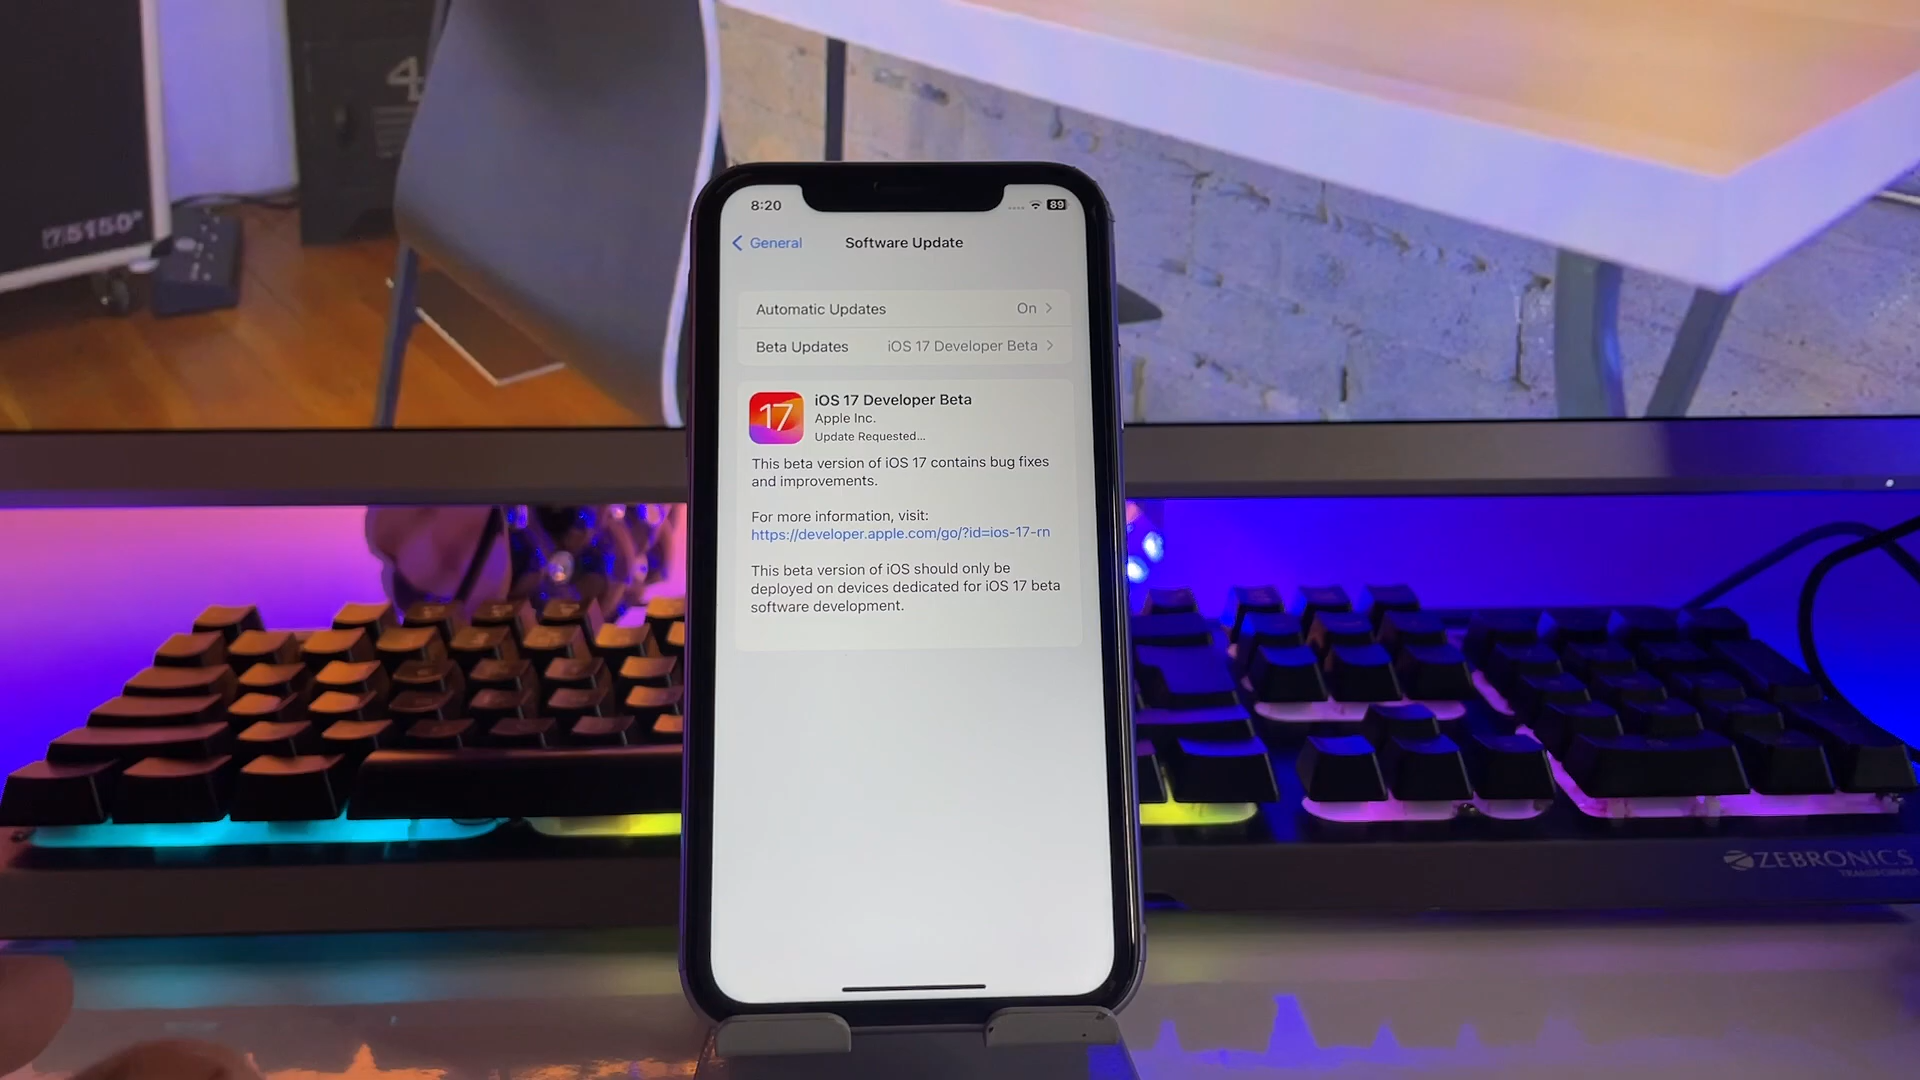 4
5150
8:20
89
General
Software Update
Automatic Updates
On
Beta Updates
iOS 17 Developer Beta
17
iOS 17 Developer Beta
Apple Inc.
Update Requested...
This beta version of iOS 17 contains bug fixes
and improvements.
For more information, visit:
https://developer.apple.com/go/?id=ios-17-rn
This beta version of iOS should only be
deployed on devices dedicated for iOS 17 beta
software development.
ZEBRONICS
TRANSFORMER